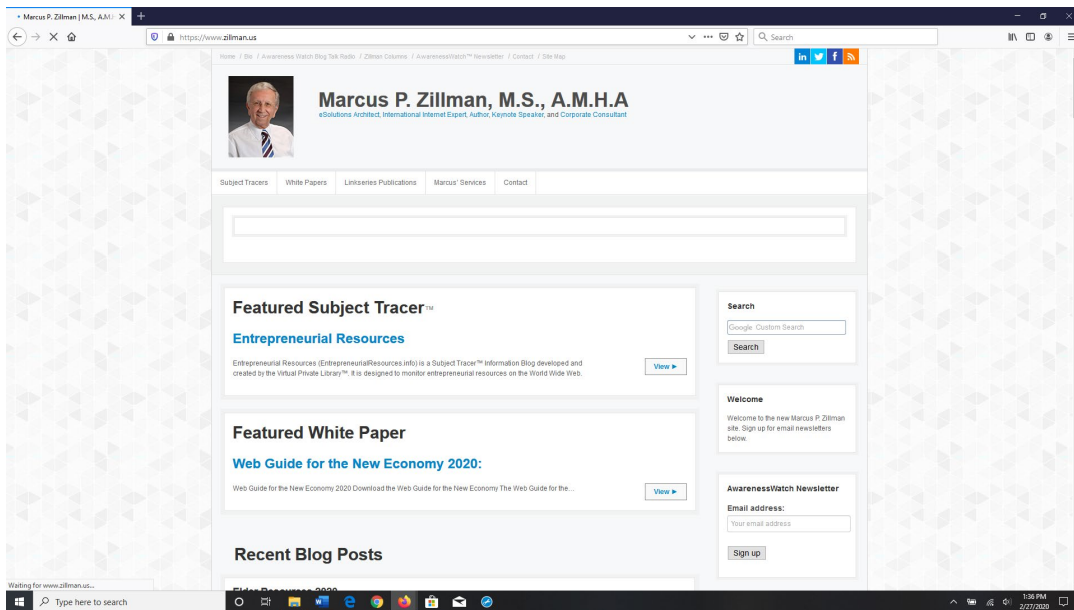 Marcus P. Zillman | M.S., A.M.H
https://www.zillman.us
Search
Home / Bio / Awareness Watch Blog Talk Radio / Zillman Columns / AwarenessWatch™ Newsletter / Contact / Site Map
Marcus P. Zillman, M.S., A.M.H.A
eSolutions Architect, International Internet Expert, Author, Keynote Speaker, and Corporate Consultant
Subject Tracers White Papers Linkseries Publications Marcus' Services Contact
Featured Subject Tracer™
Entrepreneurial Resources
Entrepreneurial Resources (EntrepreneurialResources.info) is a Subject Tracer™ Information Blog developed and
created by the Virtual Private Library™. It is designed to monitor entrepreneurial resources on the World Wide Web.
View ►
Featured White Paper
Web Guide for the New Economy 2020:
Web Guide for the New Economy 2020 Download the Web Guide for the New Economy The Web Guide for the...
View ►
Recent Blog Posts
Elder Resources 2020
Search
Google Custom Search
Search
Welcome
Welcome to the new Marcus P. Zillman
site. Sign up for email newsletters
below.
AwarenessWatch Newsletter
Email address:
Your email address
Sign up
Waiting for www.zillman.us...
Type here to search
1:36 PM
2/27/2020